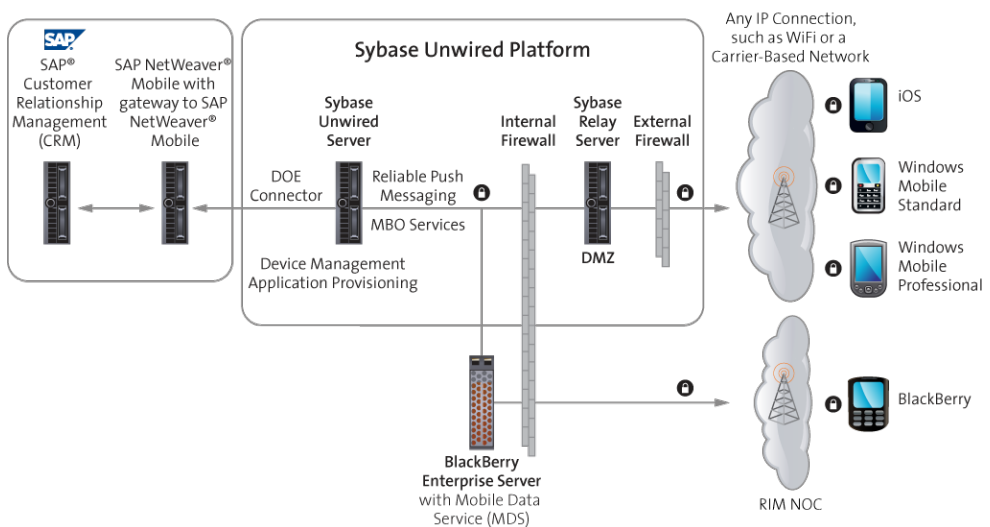 SAP
SAP®
Customer
Relationship
Management
(CRM)
SAP NetWeaver®
Mobile with
gateway to SAP
NetWeaver®
Mobile
Sybase Unwired Platform
Sybase
Unwired
Server
DOE
Connector
Reliable Push
Messaging
MBO Services
Device Management
Application Provisioning
Internal
Firewall
Sybase
Relay
Server
DMZ
External
Firewall
Any IP Connection,
such as WiFi or a
Carrier-Based Network
iOS
Windows
Mobile
Standard
Windows
Mobile
Professional
BlackBerry
Enterprise Server
with Mobile Data
Service (MDS)
BlackBerry
RIM NOC